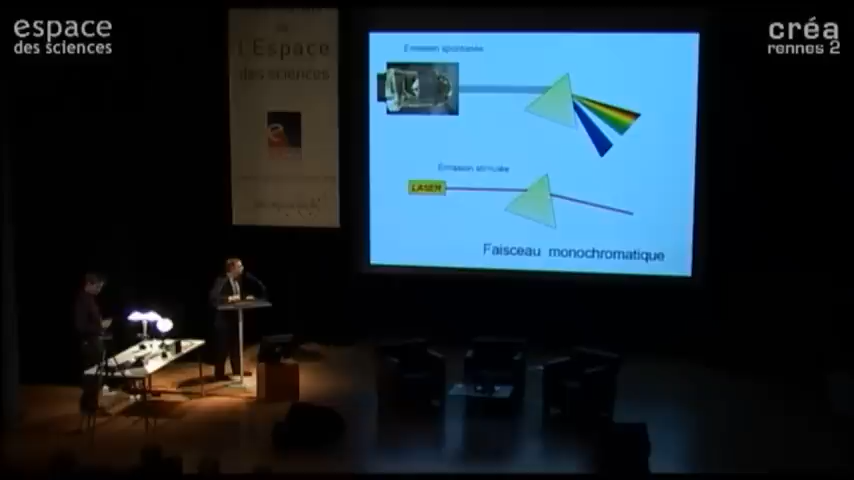 espace
des sciences
créa
rennes 2
l'Espace
des sciences
Emission spontanée
Emission stimulée
LASER
Faisceau monochromatique